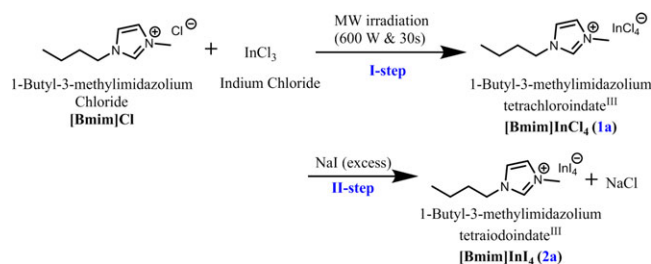 Cl ⊖
MW irradiation
(600 W & 30s)
I-step
InCl4 ⊖
N ⊕ N
+
InCl3
N ⊕ N
1-Butyl-3-methylimidazolium
Chloride
[Bmim]Cl
Indium Chloride
1-Butyl-3-methylimidazolium
tetrachloroindateIII
[Bmim]InCl4 (1a)
NaI (excess)
II-step
InI4 ⊖
N ⊕ N
+ NaCl
1-Butyl-3-methylimidazolium
tetraiodoindateIII
[Bmim]InI4 (2a)